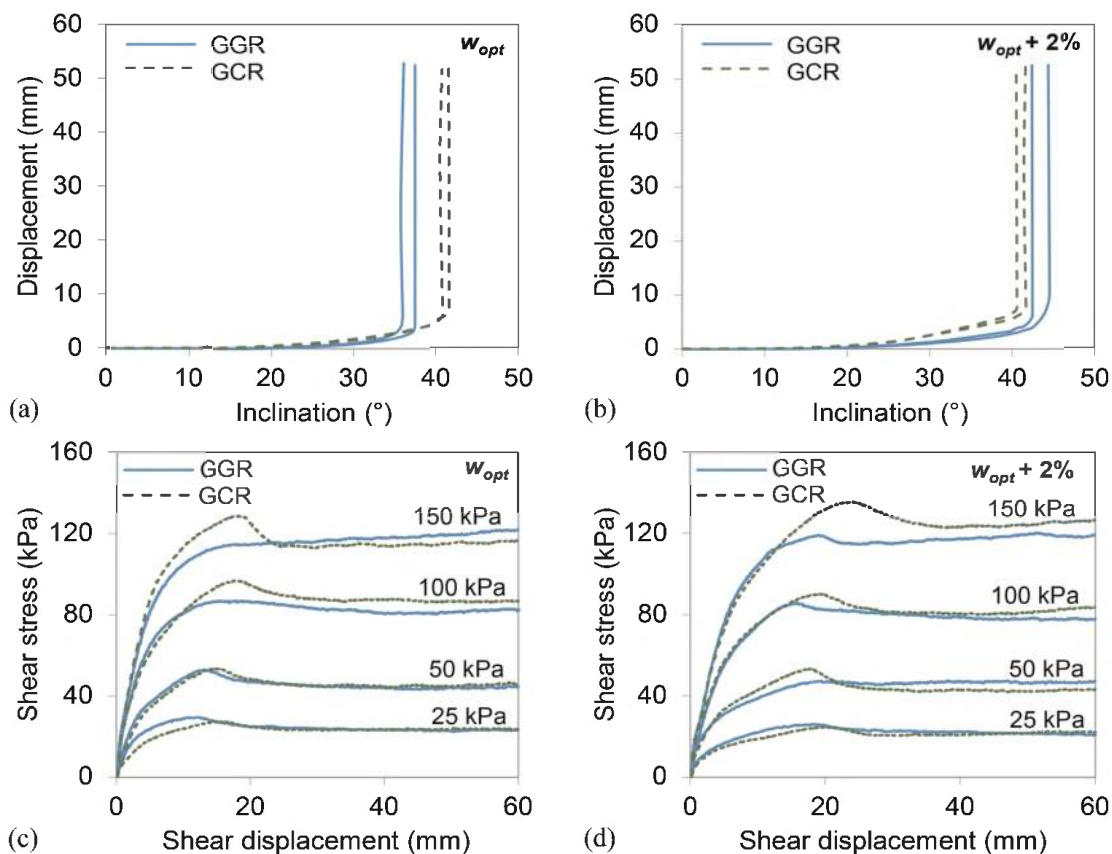 60
50
40
30
20
10
0
Displacement (mm)
GGR
GCR
w_opt
0 10 20 30 40 50
Inclination (°)
(a)
60
50
40
30
20
10
0
Displacement (mm)
GGR
GCR
w_opt + 2%
0 10 20 30 40 50
Inclination (°)
(b)
160
120
80
40
0
Shear stress (kPa)
GGR
GCR
w_opt
150 kPa
100 kPa
50 kPa
25 kPa
0 20 40 60
Shear displacement (mm)
(c)
160
120
80
40
0
Shear stress (kPa)
GGR
GCR
w_opt + 2%
150 kPa
100 kPa
50 kPa
25 kPa
0 20 40 60
Shear displacement (mm)
(d)